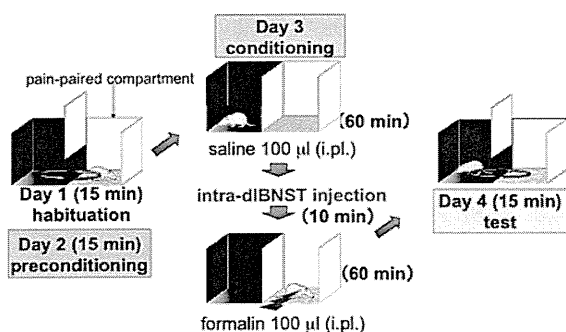 pain-paired compartment
Day 1 (15 min)
habituation
Day 2 (15 min)
preconditioning
Day 3
conditioning
(60 min)
saline 100 µl (i.pl.)
intra-dlBNST injection
(10 min)
(60 min)
formalin 100 µl (i.pl.)
Day 4 (15 min)
test